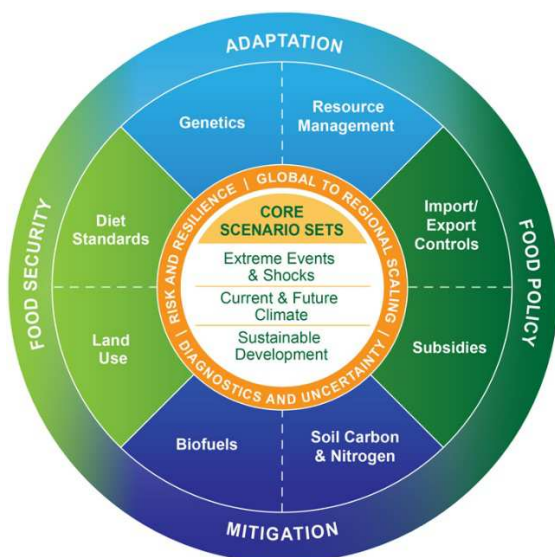 ADAPTATION
Genetics
Resource
Management
FOOD SECURITY
Diet
Standards
Land
Use
RISK AND RESILIENCE | GLOBAL TO REGIONAL SCALING
| DIAGNOSTICS AND UNCERTAINTY |
CORE
SCENARIO SETS
Extreme Events
& Shocks
Current & Future
Climate
Sustainable
Development
Import/
Export
Controls
Subsidies
FOOD POLICY
Biofuels
Soil Carbon
& Nitrogen
MITIGATION